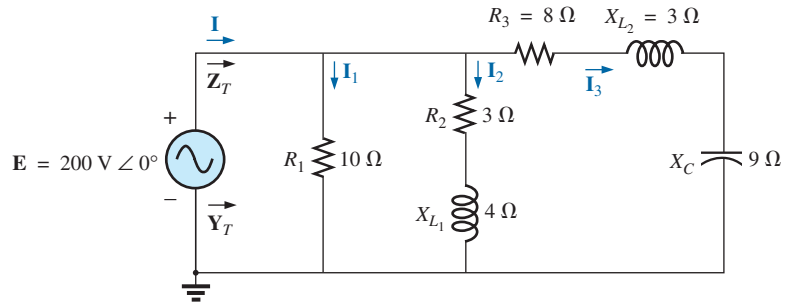 R3 = 8 Ω
XL2 = 3 Ω
I
ZT
I1
I2
I3
R2
3 Ω
+
E = 200 V ∠ 0°
−
R1
10 Ω
XC
9 Ω
XL1
4 Ω
YT